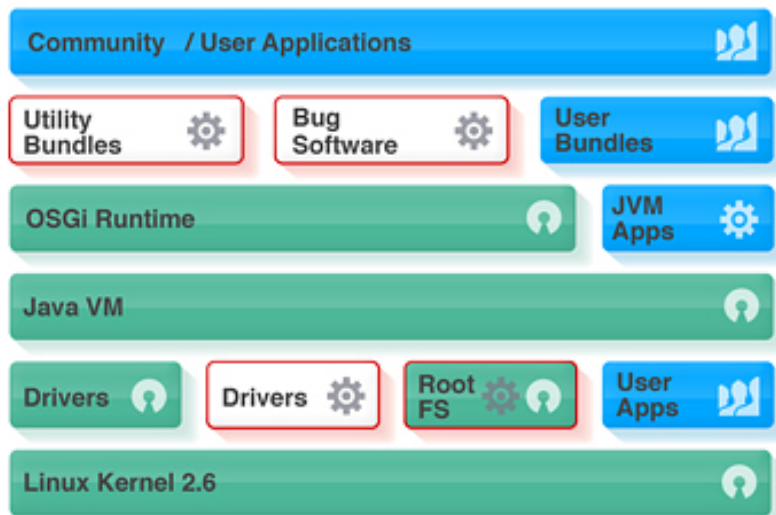 Community / User Applications
Utility
Bundles
Bug
Software
User
Bundles
OSGi Runtime
JVM
Apps
Java VM
Drivers
Drivers
Root
FS
User
Apps
Linux Kernel 2.6